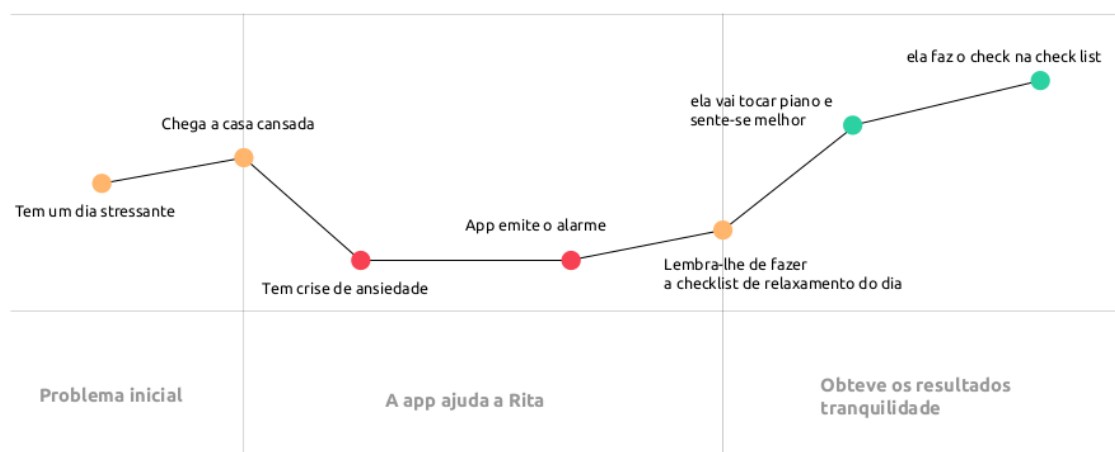 Tem um dia stressante
Chega a casa cansada
Tem crise de ansiedade
App emite o alarme
Lembra-lhe de fazer
a checklist de relaxamento do dia
ela vai tocar piano e
sente-se melhor
ela faz o check na check list
Problema inicial
A app ajuda a Rita
Obteve os resultados
tranquilidade